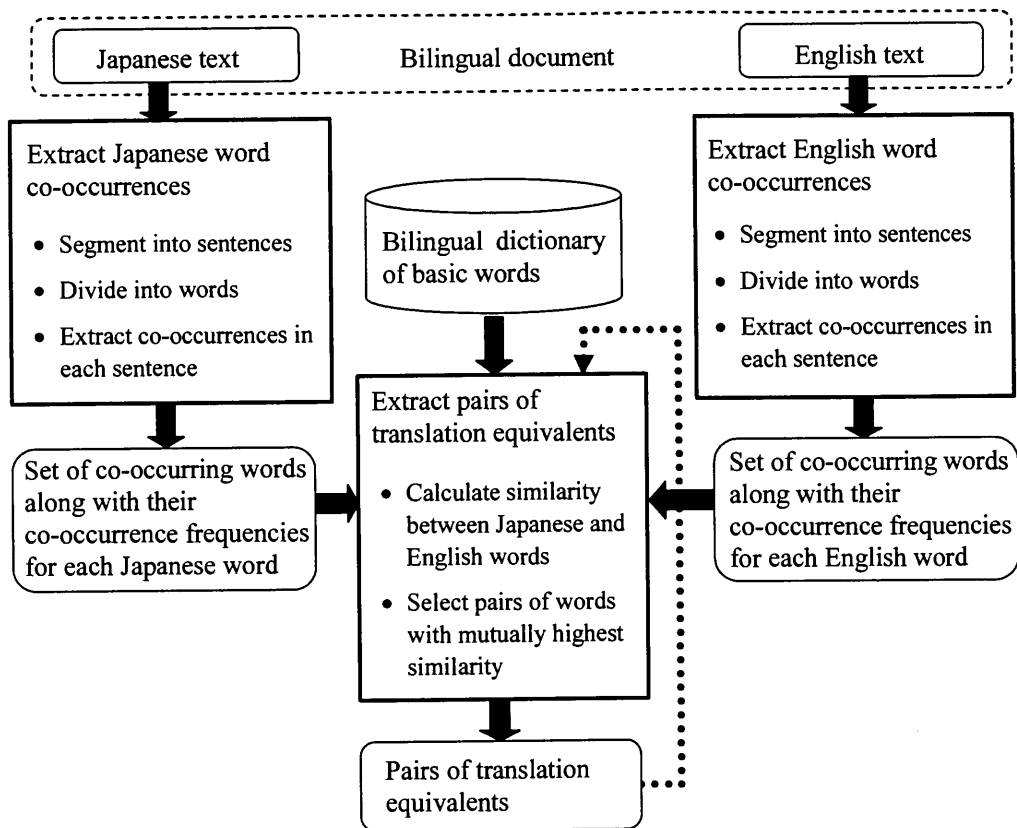 Japanese text
Bilingual document
English text
Extract Japanese word
co-occurrences
• Segment into sentences
• Divide into words
• Extract co-occurrences in
each sentence
Extract English word
co-occurrences
• Segment into sentences
• Divide into words
• Extract co-occurrences in
each sentence
Bilingual dictionary
of basic words
Extract pairs of
translation equivalents
• Calculate similarity
between Japanese and
English words
• Select pairs of words
with mutually highest
similarity
Set of co-occurring words
along with their
co-occurrence frequencies
for each Japanese word
Set of co-occurring words
along with their
co-occurrence frequencies
for each English word
Pairs of translation
equivalents